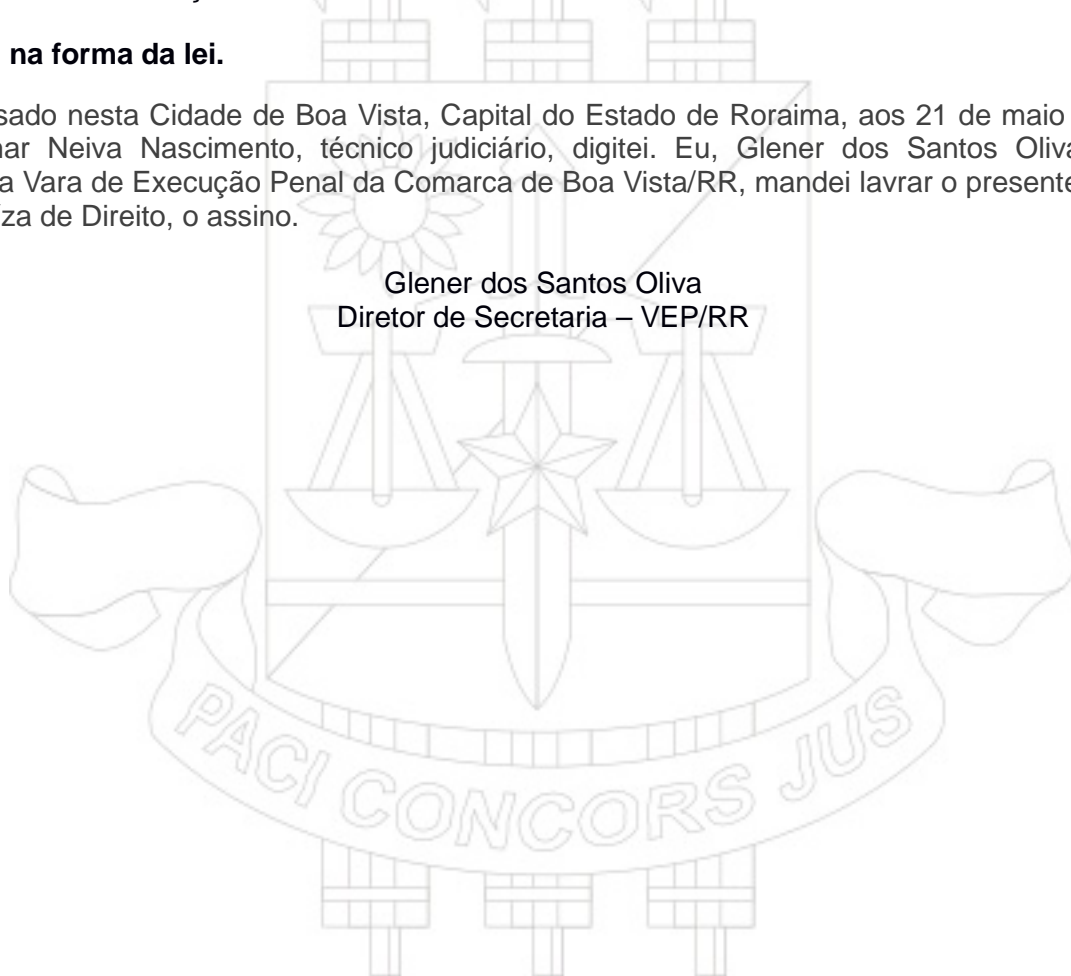 na forma da lei.
sado nesta Cidade de Boa Vista, Capital do Estado de Roraima, aos 21 de maio
nar Neiva Nascimento, técnico judiciário, digitei. Eu, Glener dos Santos Oliva
a Vara de Execução Penal da Comarca de Boa Vista/RR, mandei lavrar o presente
íza de Direito, o assino.
Glener dos Santos Oliva
Diretor de Secretaria – VEP/RR
PACI CONCORS JUS